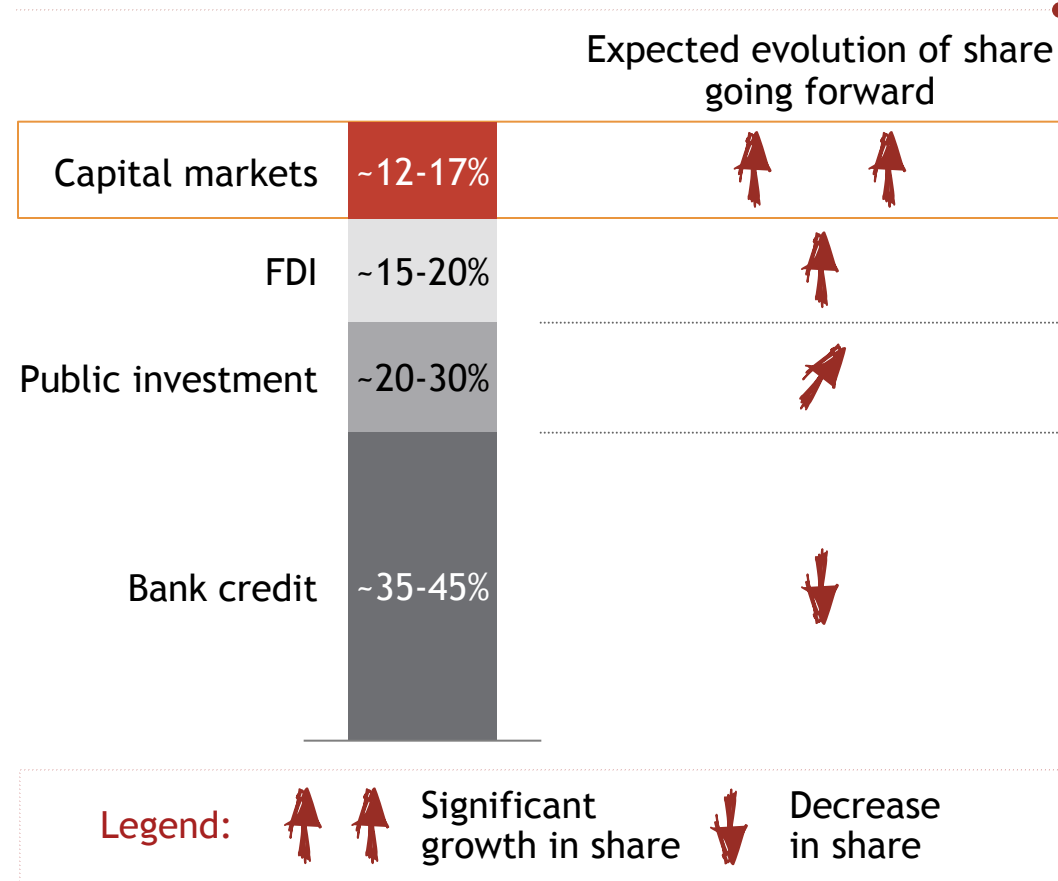 Expected evolution of share
going forward
Capital markets ~12-17%
FDI ~15-20%
Public investment ~20-30%
Bank credit ~35-45%
Legend:
Significant
growth in share
Decrease
in share